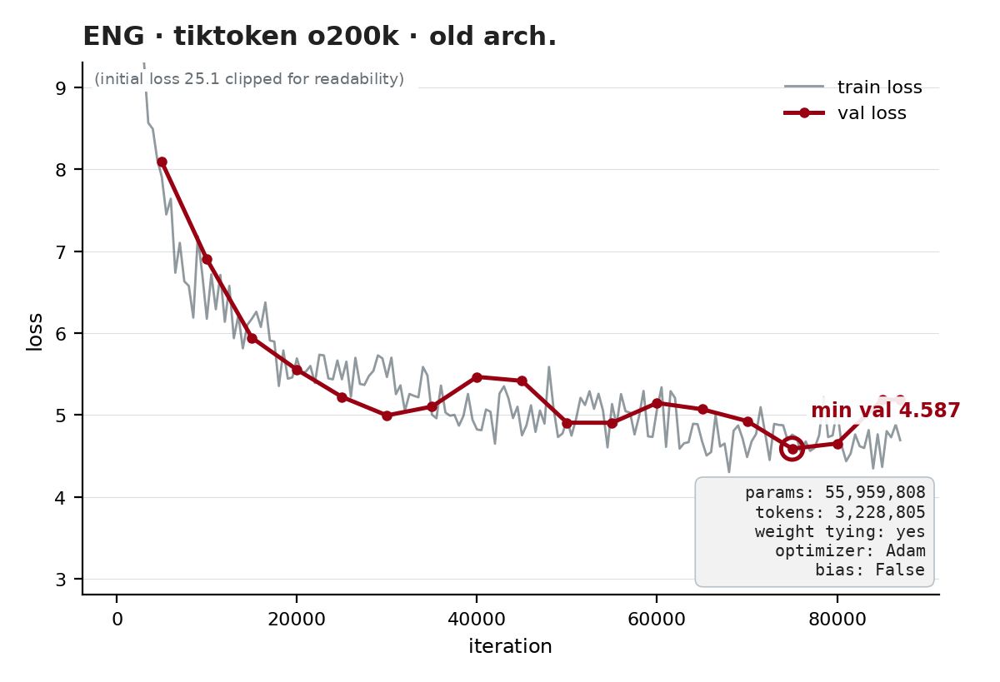 ENG · tiktoken o200k · old arch.
(initial loss 25.1 clipped for readability)
train loss
val loss
9
8
7
6
5
4
3
loss
min val 4.587
params: 55,959,808
tokens: 3,228,805
weight tying: yes
optimizer: Adam
bias: False
0
20000
40000
60000
80000
iteration